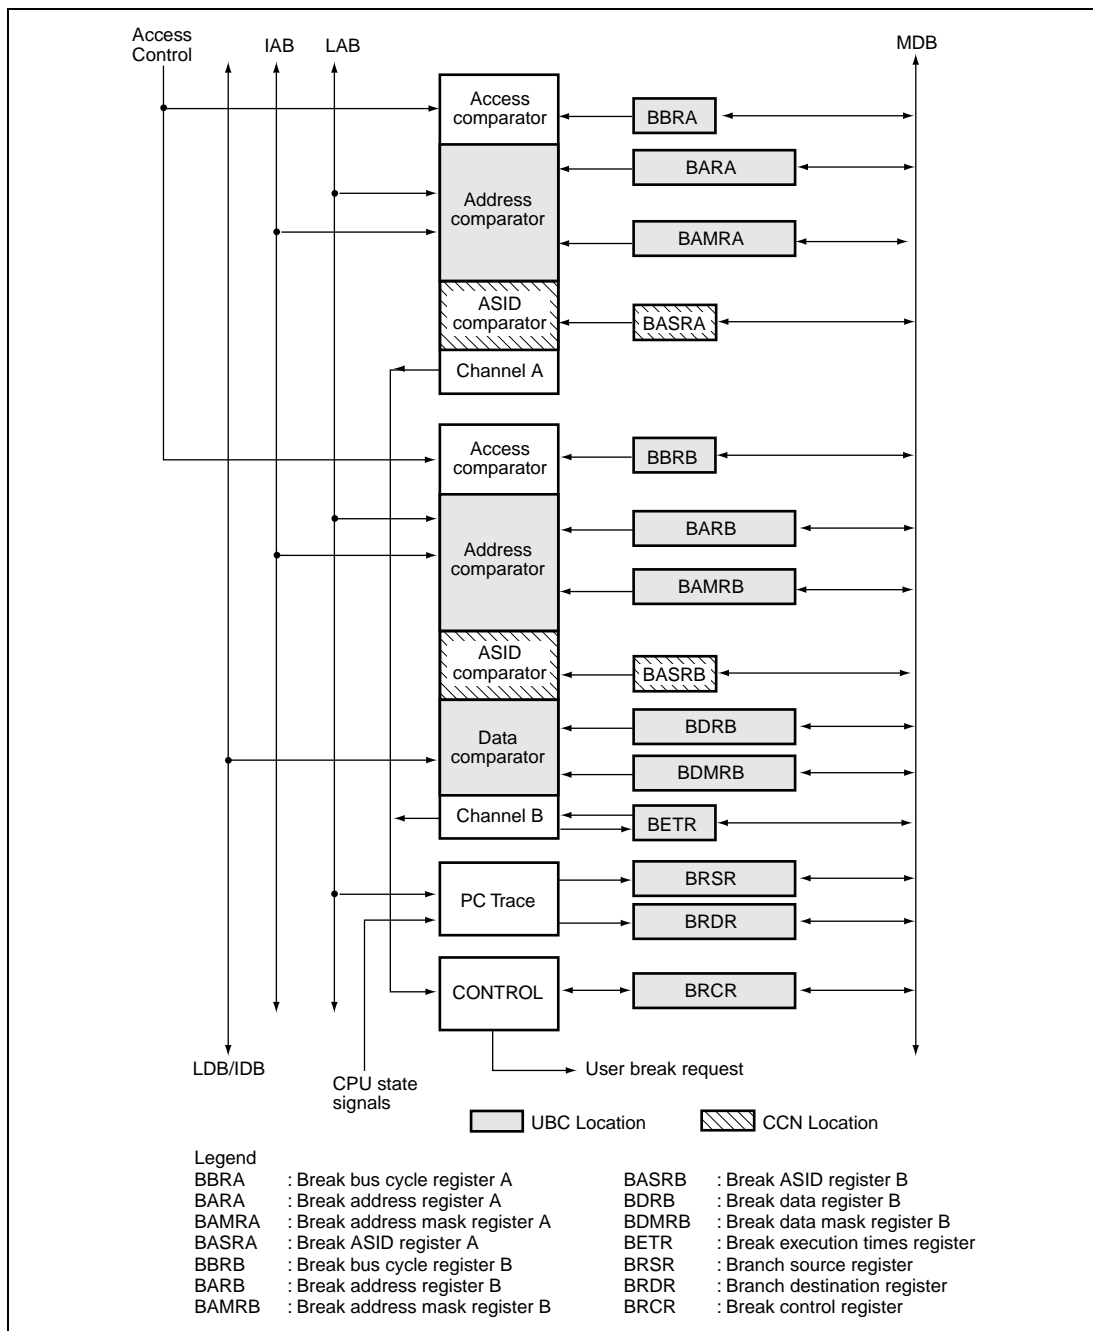 Access
Control
IAB
LAB
MDB
Access
comparator
BBRA
BARA
Address
comparator
BAMRA
ASID
comparator
BASRA
Channel A
Access
comparator
BBRB
BARB
Address
comparator
BAMRB
ASID
comparator
BASRB
BDRB
Data
comparator
BDMRB
Channel B
BETR
BRSR
PC Trace
BRDR
CONTROL
BRCR
LDB/IDB
User break request
CPU state
signals
UBC Location
CCN Location
Legend
BBRA : Break bus cycle register A
BARA : Break address register A
BAMRA : Break address mask register A
BASRA : Break ASID register A
BBRB : Break bus cycle register B
BARB : Break address register B
BAMRB : Break address mask register B
BASRB : Break ASID register B
BDRB : Break data register B
BDMRB : Break data mask register B
BETR : Break execution times register
BRSR : Branch source register
BRDR : Branch destination register
BRCR : Break control register